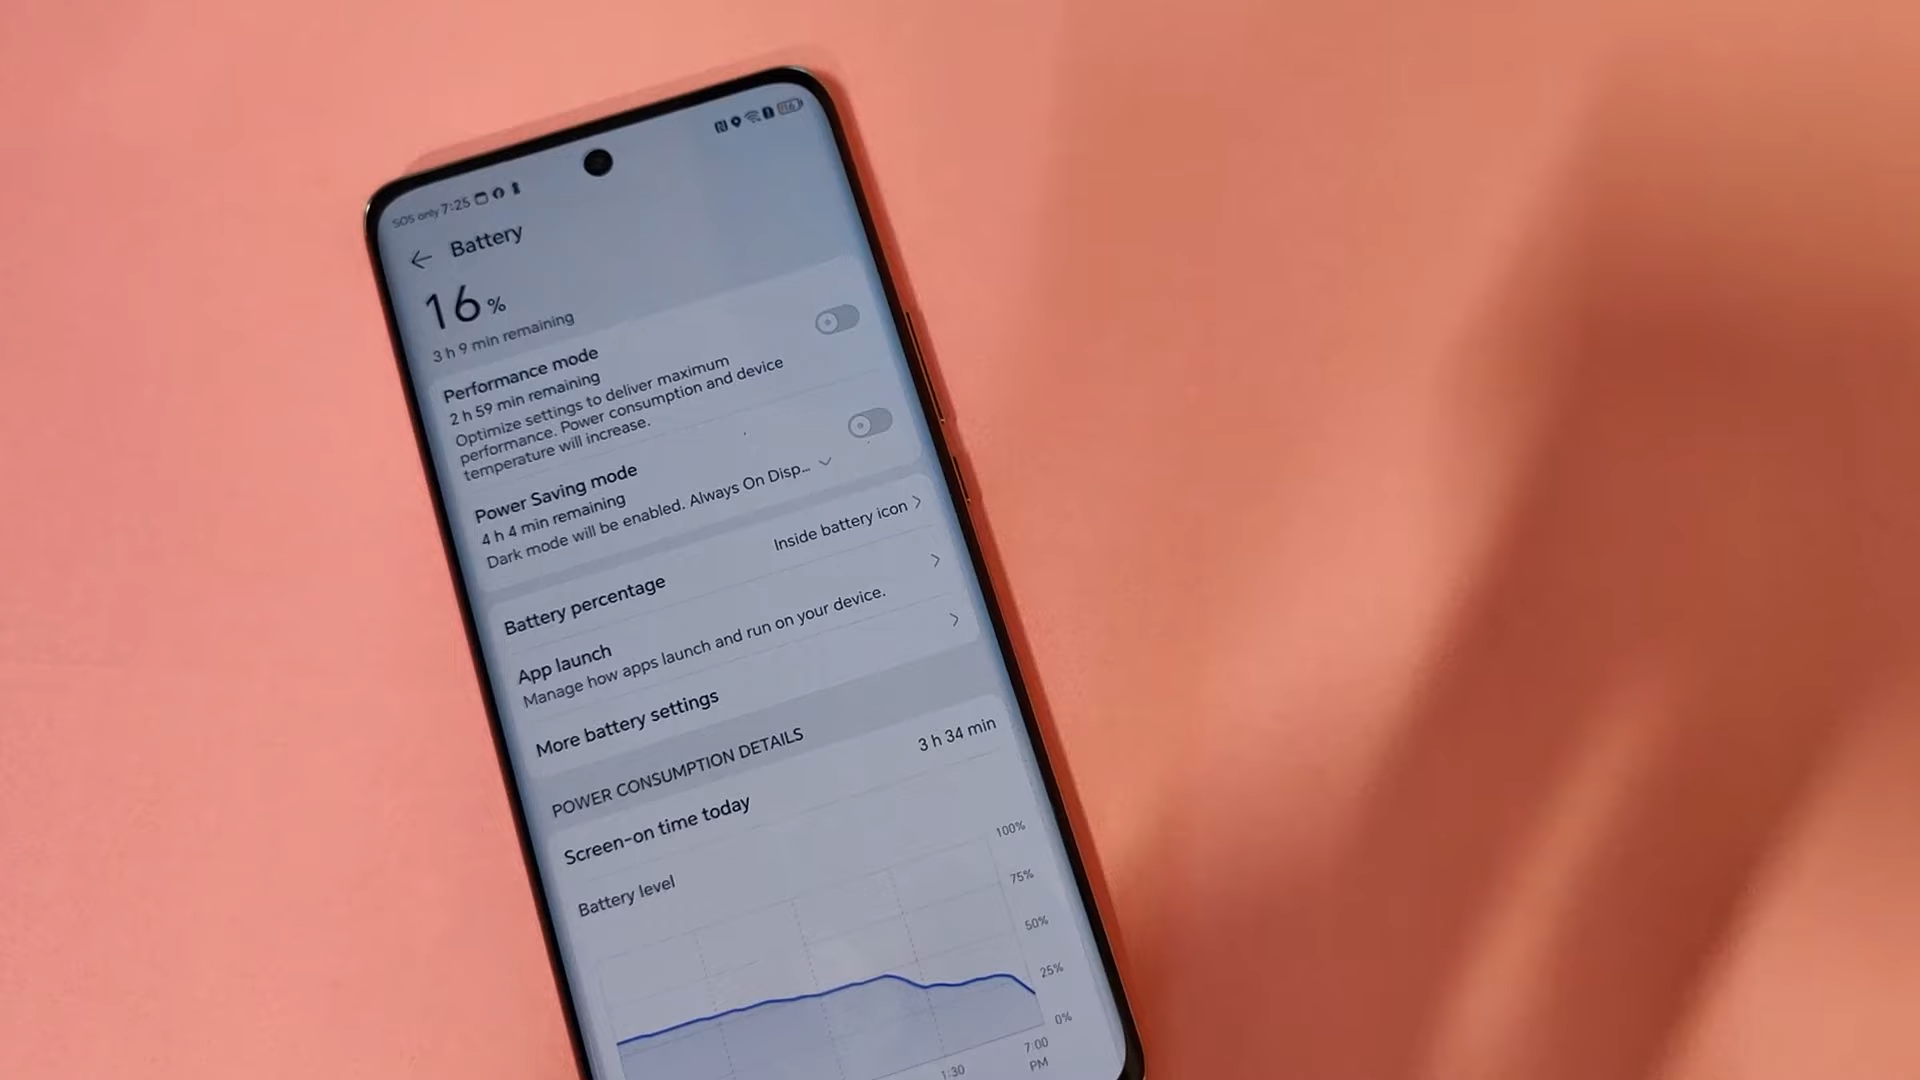 SOS only 7:25
16
Battery
16 %
3 h 9 min remaining
Performance mode
2 h 59 min remaining
Optimize settings to deliver maximum
performance. Power consumption and device
temperature will increase.
Power Saving mode
4 h 4 min remaining
Dark mode will be enabled. Always On Disp...
Battery percentage
Inside battery icon
App launch
Manage how apps launch and run on your device.
More battery settings
POWER CONSUMPTION DETAILS
Screen-on time today
3 h 34 min
Battery level
100%
75%
50%
25%
0%
1:30
7:00
PM